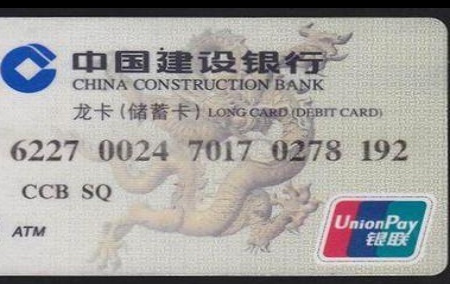 中国建设银行
CHINA CONSTRUCTION BANK
龙卡(储蓄卡) LONG CARD (DEBIT CARD)
6227 0024 7017 0278 192
CCB SQ
ATM
UnionPay
银联